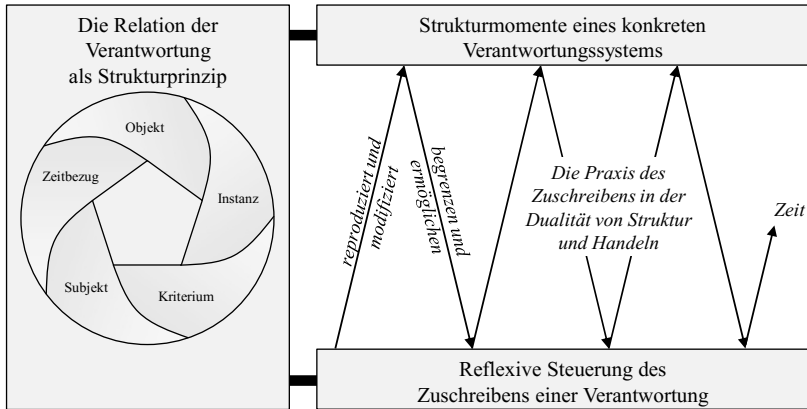 Die Relation der
Verantwortung
als Strukturprinzip
Objekt
Zeitbezug
Instanz
Subjekt
Kriterium
Strukturmomente eines konkreten
Verantwortungssystems
reproduziert und
modifiziert
begrenzen und
ermöglichen
Die Praxis des
Zuschreibens in der
Dualität von Struktur
und Handeln
Zeit
Reflexive Steuerung des
Zuschreibens einer Verantwortung